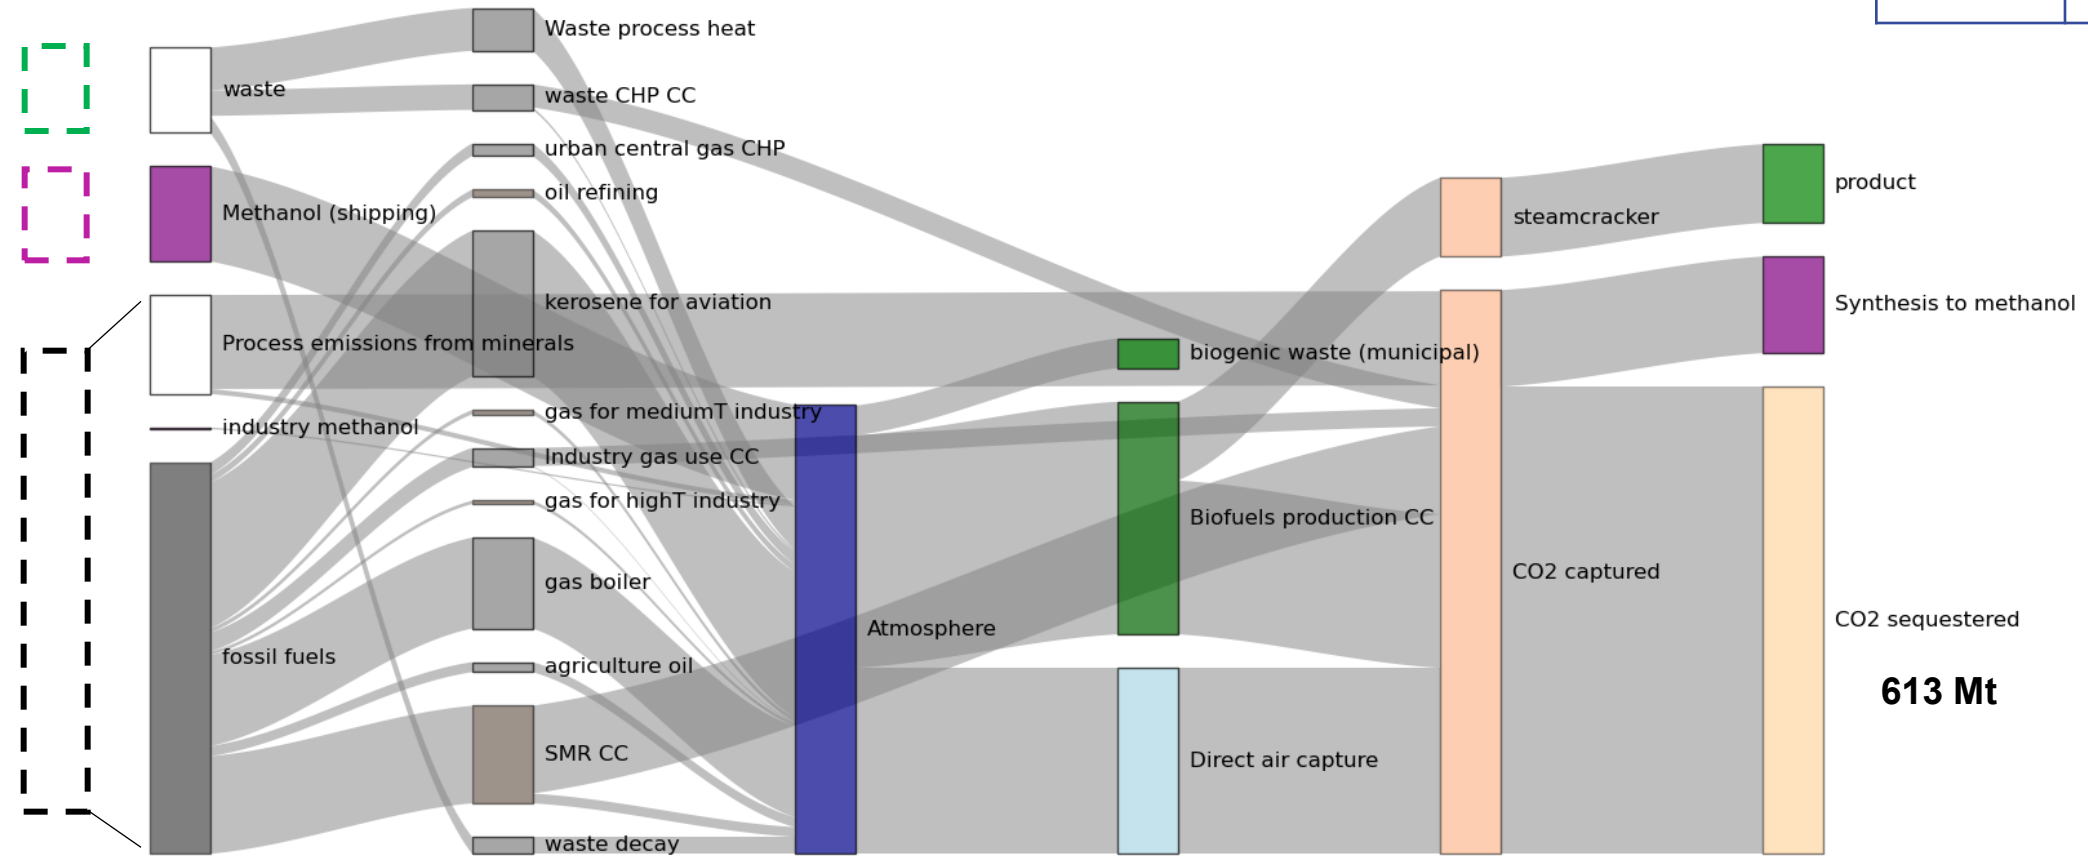 waste
Methanol (shipping)
Process emissions from minerals
industry methanol
fossil fuels
Waste process heat
waste CHP CC
urban central gas CHP
oil refining
kerosene for aviation
gas for mediumT industry
Industry gas use CC
gas for highT industry
gas boiler
agriculture oil
SMR CC
waste decay
Atmosphere
biogenic waste (municipal)
Biofuels production CC
Direct air capture
steamcracker
CO2 captured
product
Synthesis to methanol
CO2 sequestered
613 Mt